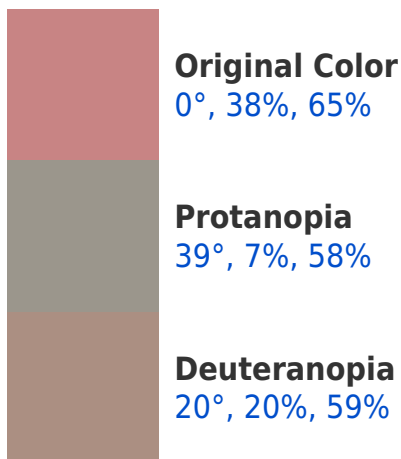 Original Color
0°, 38%, 65%
Protanopia
39°, 7%, 58%
Deuteranopia
20°, 20%, 59%